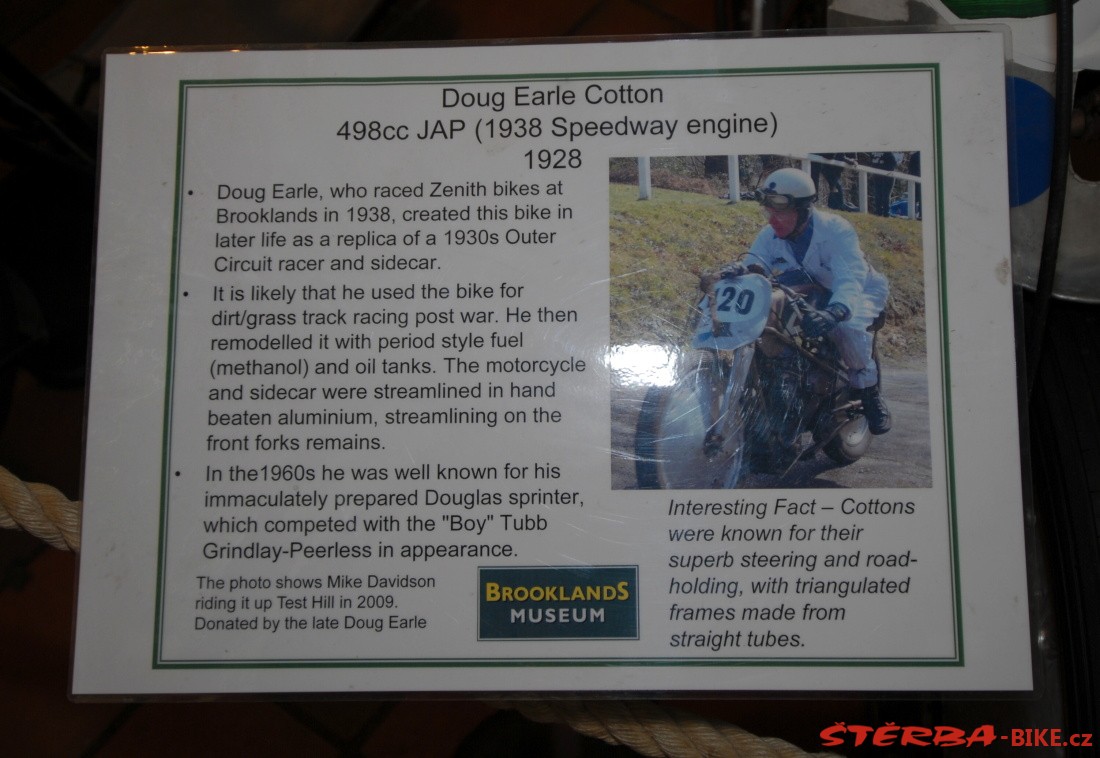 Doug Earle Cotton
498cc JAP (1938 Speedway engine)
1928
• Doug Earle, who raced Zenith bikes at
Brooklands in 1938, created this bike in
later life as a replica of a 1930s Outer
Circuit racer and sidecar.
• It is likely that he used the bike for
dirt/grass track racing post war. He then
remodelled it with period style fuel
(methanol) and oil tanks. The motorcycle
and sidecar were streamlined in hand
beaten aluminium, streamlining on the
front forks remains.
• In the1960s he was well known for his
immaculately prepared Douglas sprinter,
which competed with the "Boy" Tubb
Grindlay-Peerless in appearance.
The photo shows Mike Davidson
riding it up Test Hill in 2009.
Donated by the late Doug Earle
BROOKLANDS
MUSEUM
120
Interesting Fact – Cottons
were known for their
superb steering and road-
holding, with triangulated
frames made from
straight tubes.
ŠTĚRBA-BIKE.cz